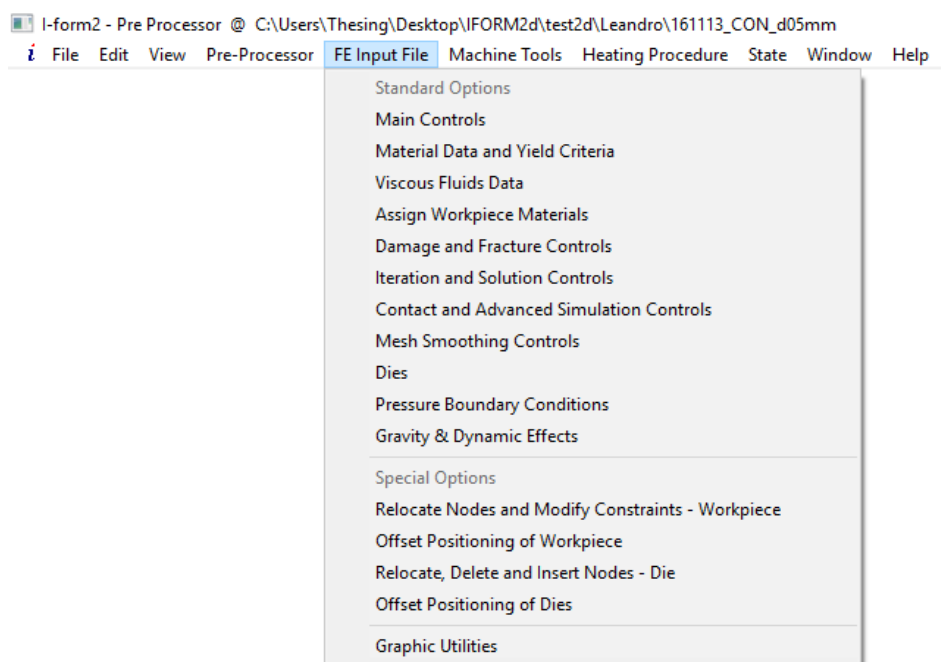 I-form2 - Pre Processor @ C:\Users\Thesing\Desktop\IFORM2d\test2d\Leandro\161113_CON_d05mm
i File Edit View Pre-Processor FE Input File Machine Tools Heating Procedure State Window Help
Standard Options
Main Controls
Material Data and Yield Criteria
Viscous Fluids Data
Assign Workpiece Materials
Damage and Fracture Controls
Iteration and Solution Controls
Contact and Advanced Simulation Controls
Mesh Smoothing Controls
Dies
Pressure Boundary Conditions
Gravity & Dynamic Effects
Special Options
Relocate Nodes and Modify Constraints - Workpiece
Offset Positioning of Workpiece
Relocate, Delete and Insert Nodes - Die
Offset Positioning of Dies
Graphic Utilities